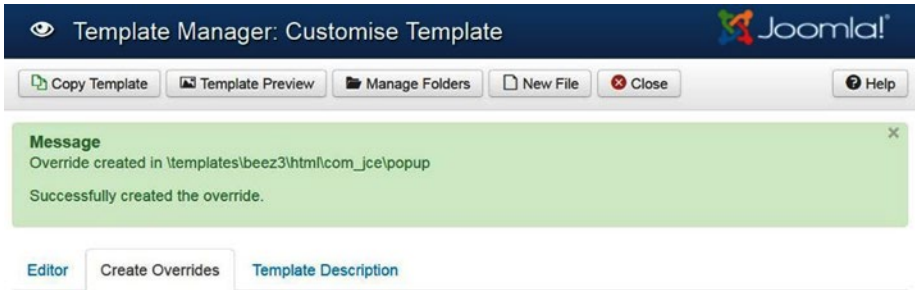 Template Manager: Customise Template
Joomla!
Copy Template
Template Preview
Manage Folders
New File
Close
Help
Message
Override created in \templates\beez3\html\com_jce\popup
Successfully created the override.
Editor
Create Overrides
Template Description